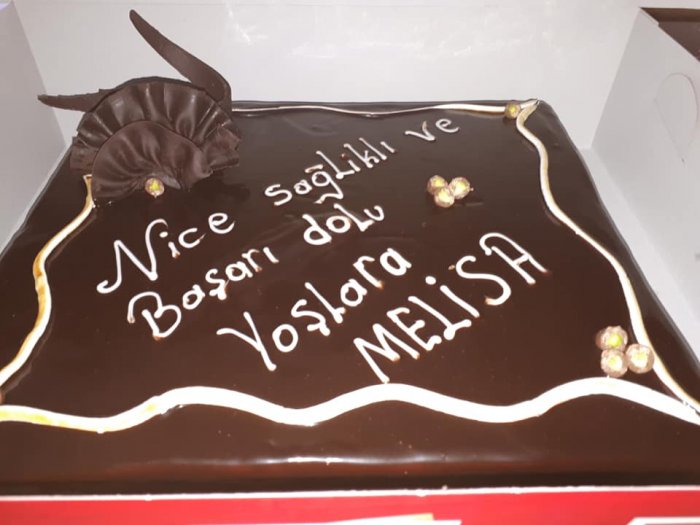 Nice sağlıklı ve
Başarı dolu
Yaşlara
MELİSA